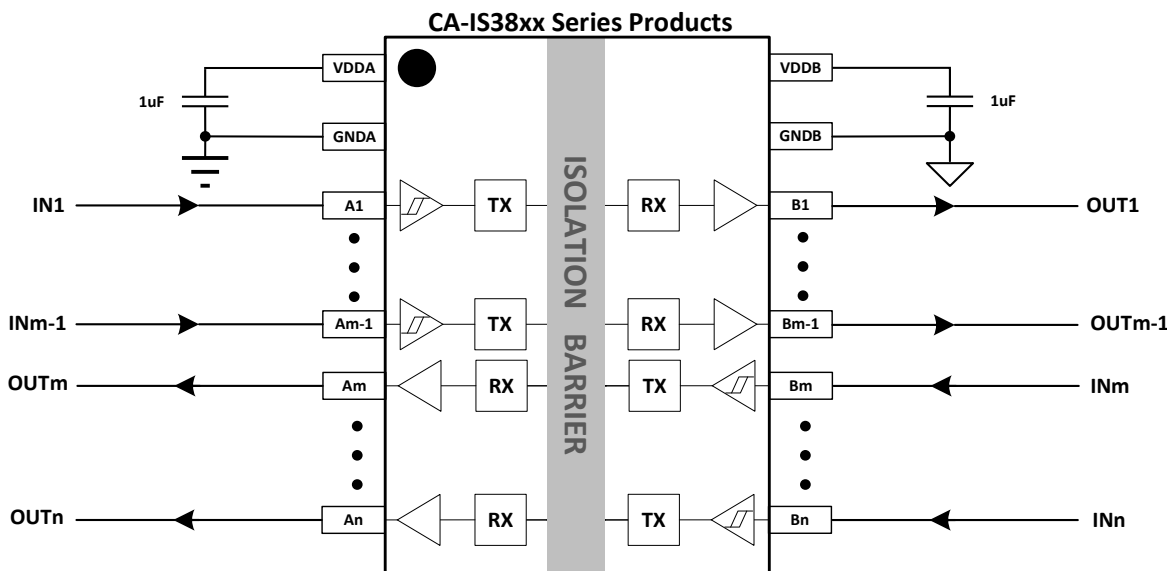 CA-IS38xx Series Products
VDDA
VDDB
1uF
1uF
GNDA
GNDB
ISOLATION BARRIER
IN1
A1
TX
RX
B1
OUT1
INm-1
Am-1
TX
RX
Bm-1
OUTm-1
OUTm
Am
RX
TX
Bm
INm
OUTn
An
RX
TX
Bn
INn